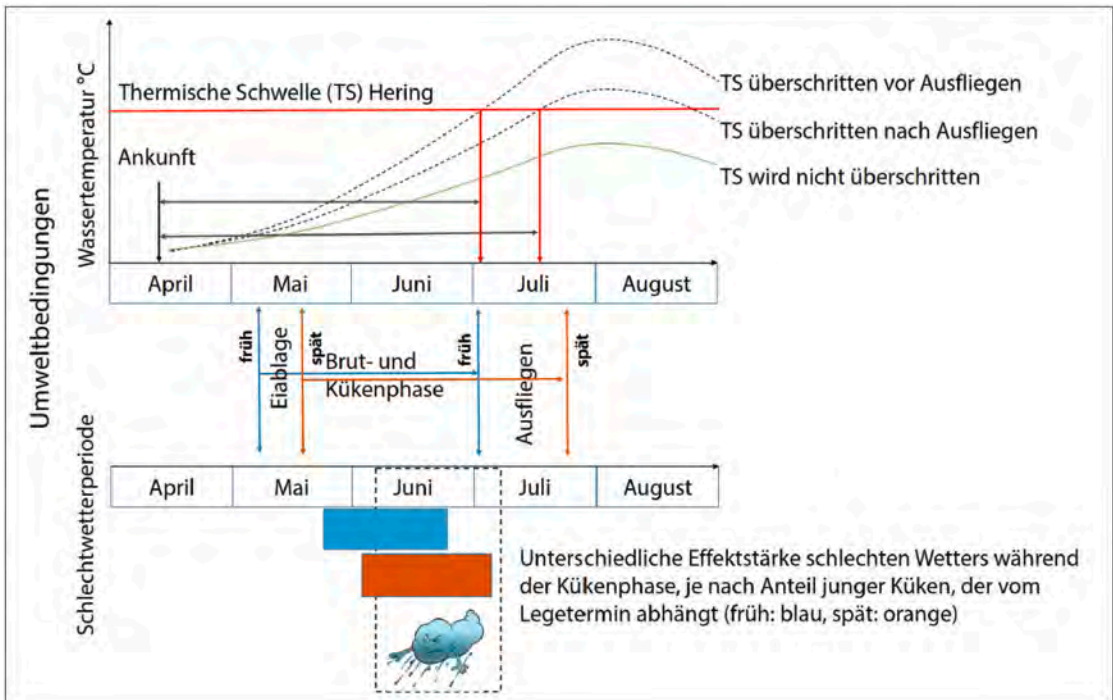 Umweltbedingungen
Wassertemperatur °C
Thermische Schwelle (TS) Hering
Ankunft
TS überschritten vor Ausfliegen
TS überschritten nach Ausfliegen
TS wird nicht überschritten
April Mai Juni Juli August
früh
Eiablage
spät
Brut- und
Kükenphase
früh
Ausfliegen
spät
Schlechtwetterperiode
April Mai Juni Juli August
Unterschiedliche Effektstärke schlechten Wetters während
der Kükenphase, je nach Anteil junger Küken, der vom
Legetermin abhängt (früh: blau, spät: orange)